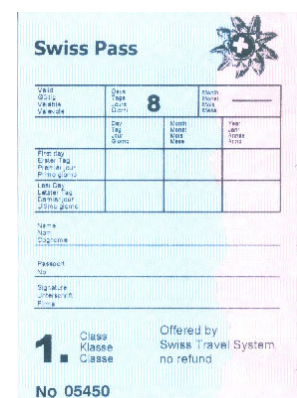 Swiss Pass
Valid Days Month
Gültig Tage 8 Monat
Valable Jours Mois
Valevole Giorni Mese
Day Month Year
Tag Monat Jahr
Jour Mois Année
Giorno Mese Anno
First day
Erster Tag
Premier jour
Primo giorno
Last Day
Letzter Tag
Dernier jour
Ultimo giorno
Name
Nom
Cognome
Passport
No
Signature
Unterschrift
Firma
1. Class Offered by
Klasse Swiss Travel System
Classe no refund
No 05450